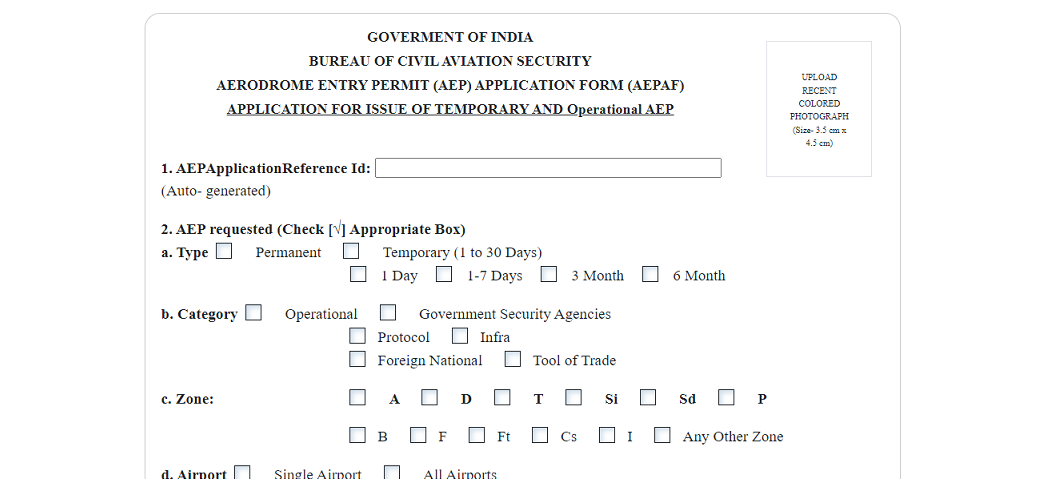 GOVERMENT OF INDIA
BUREAU OF CIVIL AVIATION SECURITY
AERODROME ENTRY PERMIT (AEP) APPLICATION FORM (AEPAF)
APPLICATION FOR ISSUE OF TEMPORARY AND Operational AEP
UPLOAD
RECENT
COLORED
PHOTOGRAPH
(Size- 3.5 cm x
4.5 cm)
1. AEPApplicationReference Id:
(Auto- generated)
2. AEP requested (Check [√] Appropriate Box)
a. Type Permanent Temporary (1 to 30 Days)
1 Day 1-7 Days 3 Month 6 Month
b. Category Operational Government Security Agencies
Protocol Infra
Foreign National Tool of Trade
c. Zone: A D T Si Sd P
B F Ft Cs I Any Other Zone
d. Airport Single Airport All Airports